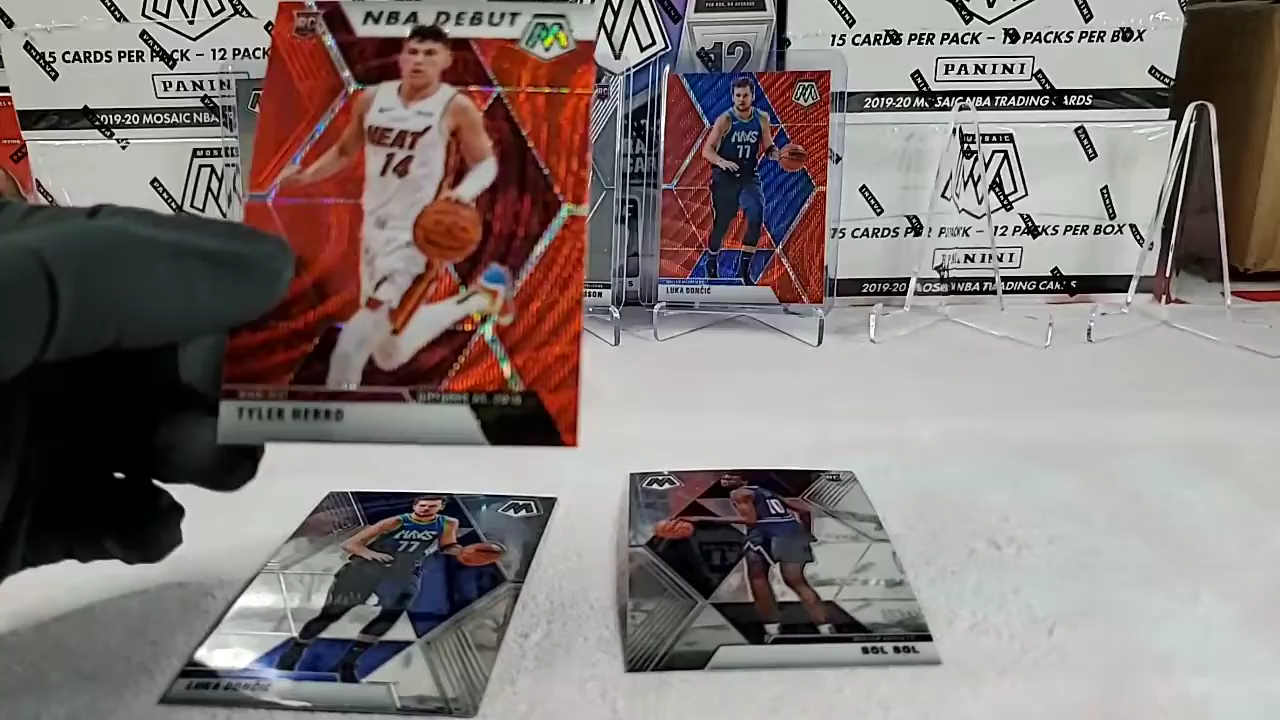 NBA DEBUT
RC
HEAT
14
TYLER HERRO
15 CARDS PER PACK – 12 PACK
PANINI
2019-20 MOSAIC NBA
MOSAIC
12
MAVS
77
LUKA DONČIĆ
15 CARDS PER PACK – 12 PACKS PER BOX
PANINI
2019-20 MOSAIC NBA TRADING CARDS
MOSAIC
15 CARDS PER PACK – 12 PACKS PER BOX
PANINI
2019-20 MOSAIC NBA TRADING CARDS
MAVS
77
LUKA DONČIĆ
10
BOL BOL